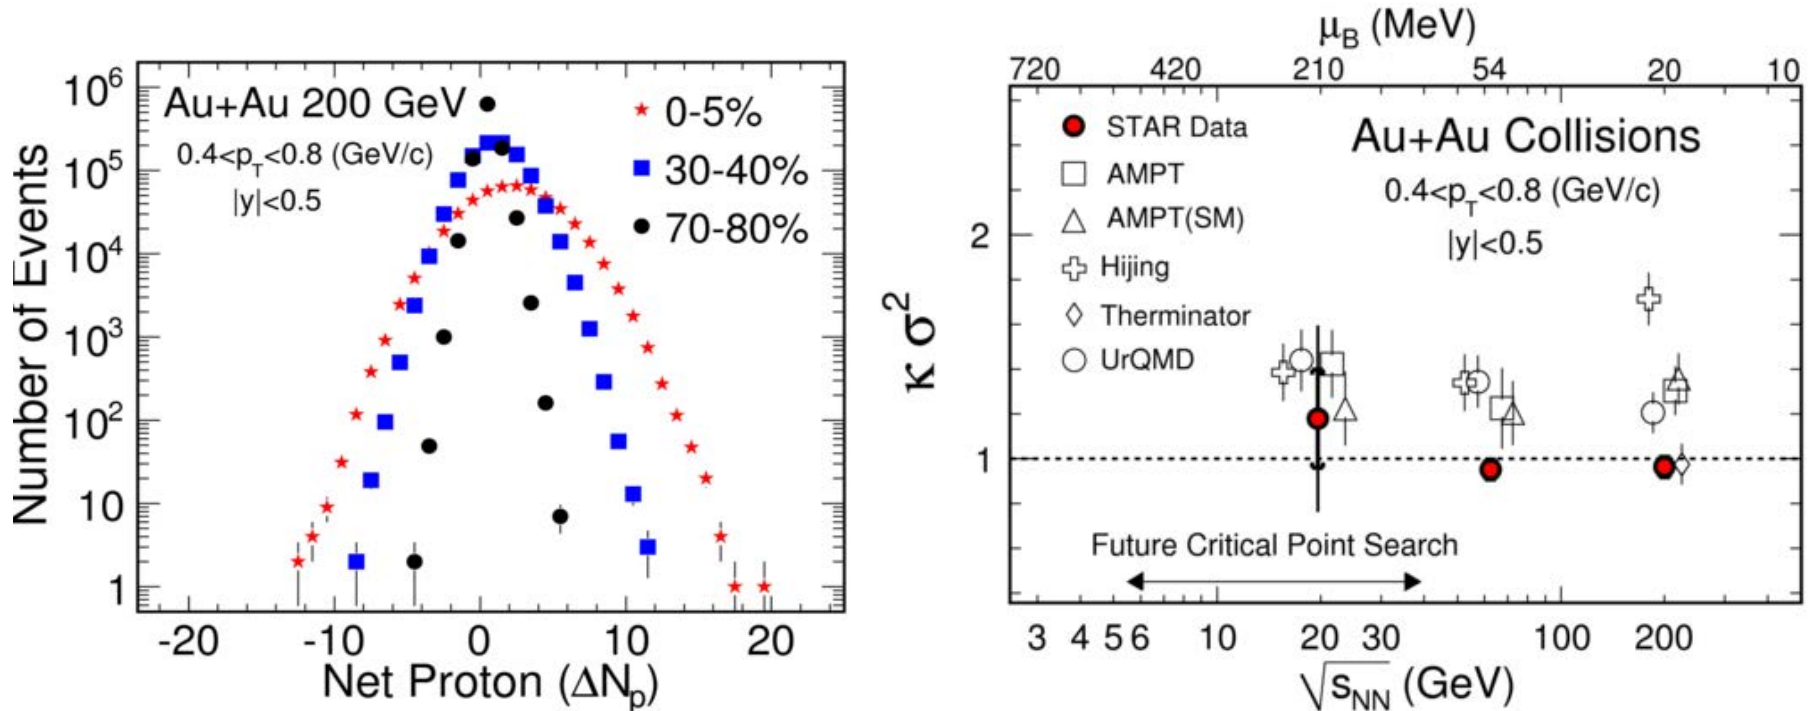 Au+Au 200 GeV
0.4<p_T<0.8 (GeV/c)
|y|<0.5
0-5%
30-40%
70-80%
10^6
10^5
10^4
10^3
10^2
10
1
Number of Events
-20 -10 0 10 20
Net Proton (ΔN_p)
μ_B (MeV)
720 420 210 54 20 10
STAR Data
AMPT
AMPT(SM)
Hijing
Therminator
UrQMD
Au+Au Collisions
0.4<p_T<0.8 (GeV/c)
|y|<0.5
2
1
κ σ^2
Future Critical Point Search
3 4 5 6 10 20 30 100 200
√s_NN (GeV)